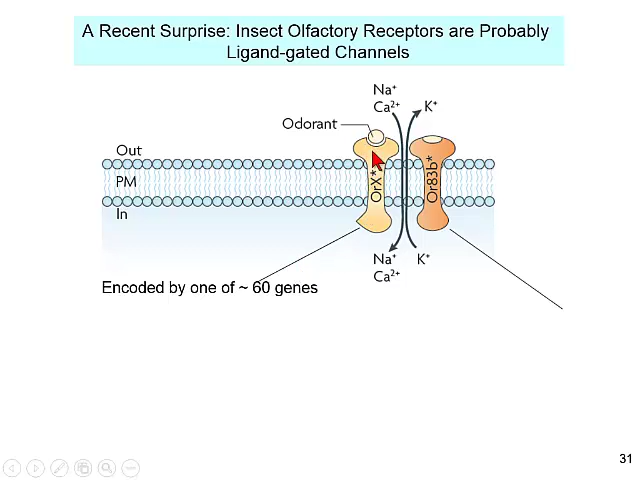 A Recent Surprise: Insect Olfactory Receptors are Probably
Ligand-gated Channels
Na⁺
Ca²⁺
K⁺
Odorant
Out
PM
In
OrX*
Or83b*
Na⁺
Ca²⁺
K⁺
Encoded by one of ~ 60 genes
31